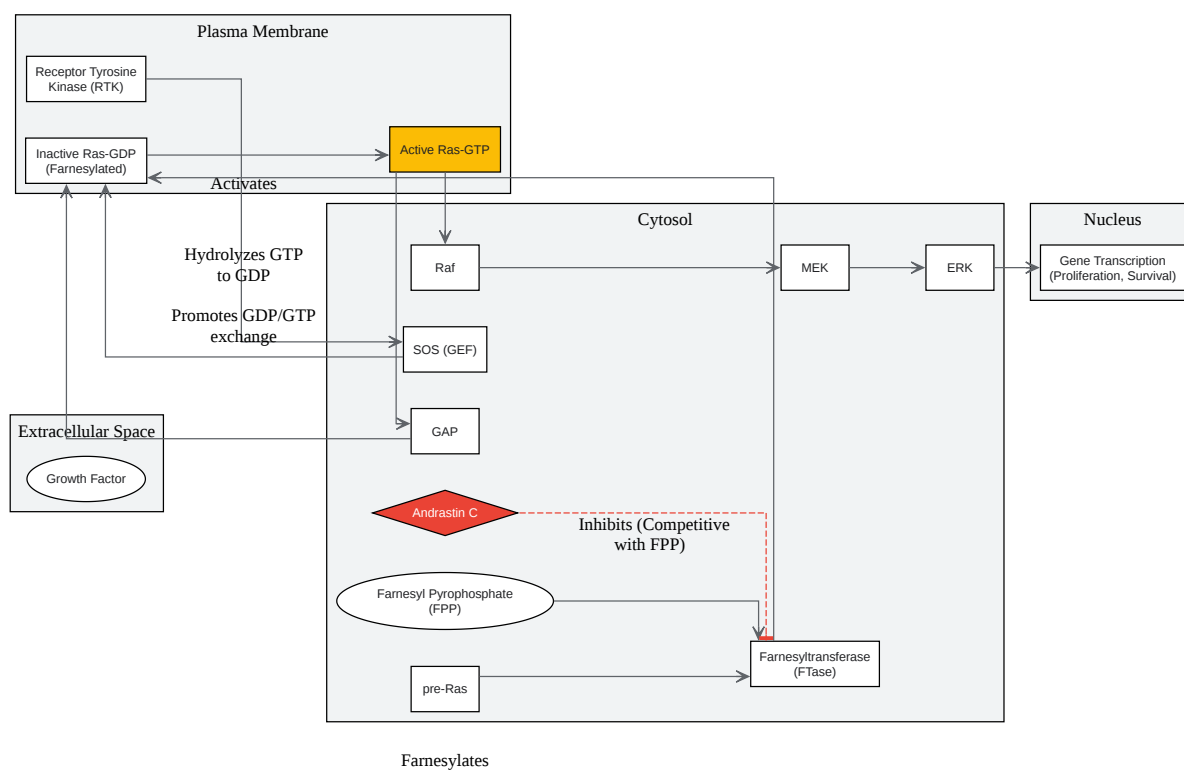 Plasma Membrane
Receptor Tyrosine
Kinase (RTK)
Inactive Ras-GDP
(Farnesylated)
Active Ras-GTP
Activates
Cytosol
Nucleus
Hydrolyzes GTP
to GDP
Raf
MEK
ERK
Gene Transcription
(Proliferation, Survival)
Promotes GDP/GTP
exchange
SOS (GEF)
GAP
Extracellular Space
Growth Factor
Andrastin C
Inhibits (Competitive
with FPP)
Farnesyl Pyrophosphate
(FPP)
Farnesyltransferase
(FTase)
pre-Ras
Farnesylates